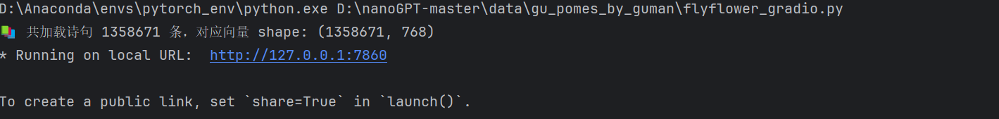 D:\Anaconda\envs\pytorch_env\python.exe D:\nanoGPT-master\data\gu_pomes_by_guman\flyflower_gradio.py
共加载诗句 1358671 条，对应向量 shape: (1358671, 768)
* Running on local URL:  http://127.0.0.1:7860
To create a public link, set `share=True` in `launch()`.